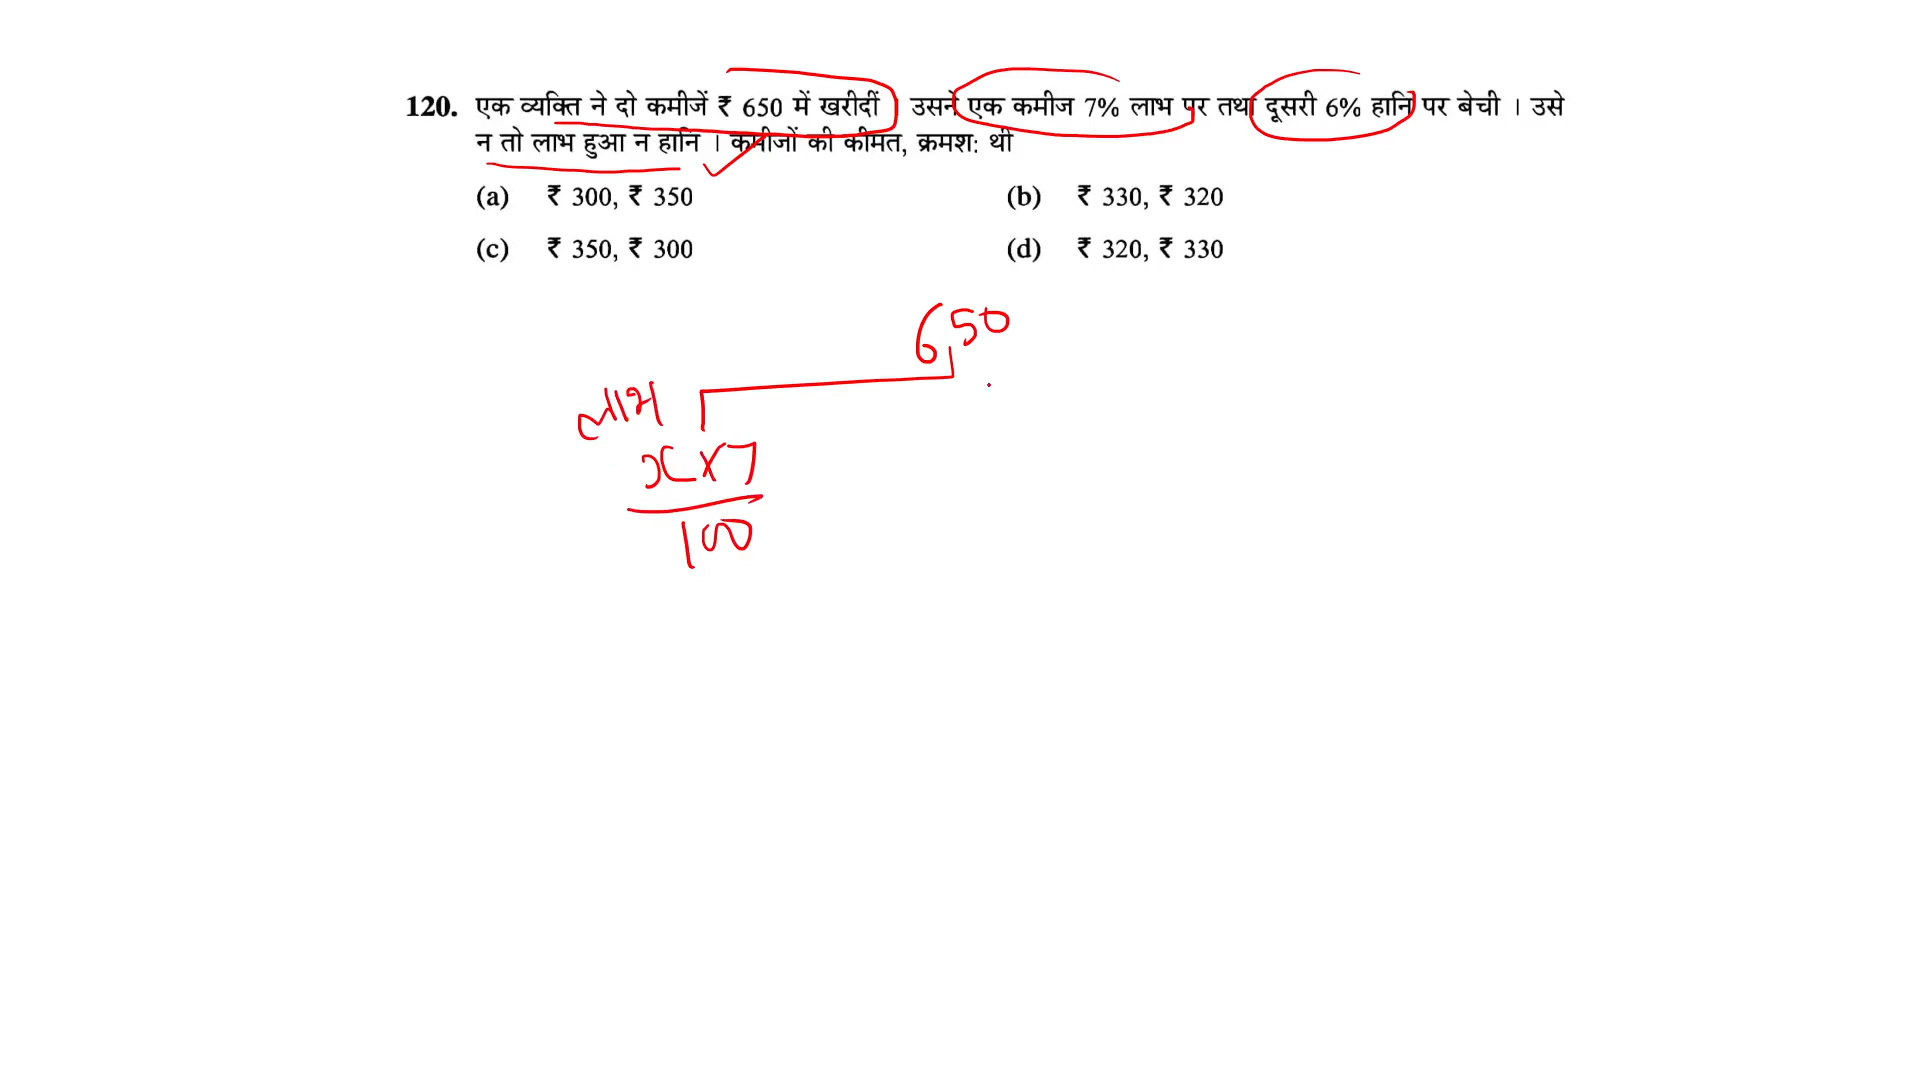 120. एक व्यक्ति ने दो कमीजें ₹ 650 में खरीदीं उसने एक कमीज 7% लाभ पर तथा दूसरी 6% हानि पर बेची । उसे
न तो लाभ हुआ न हानि । कमीजों की कीमत, क्रमश: थी
(a) ₹ 300, ₹ 350 (b) ₹ 330, ₹ 320
(c) ₹ 350, ₹ 300 (d) ₹ 320, ₹ 330
650
लाभ
x×7
100